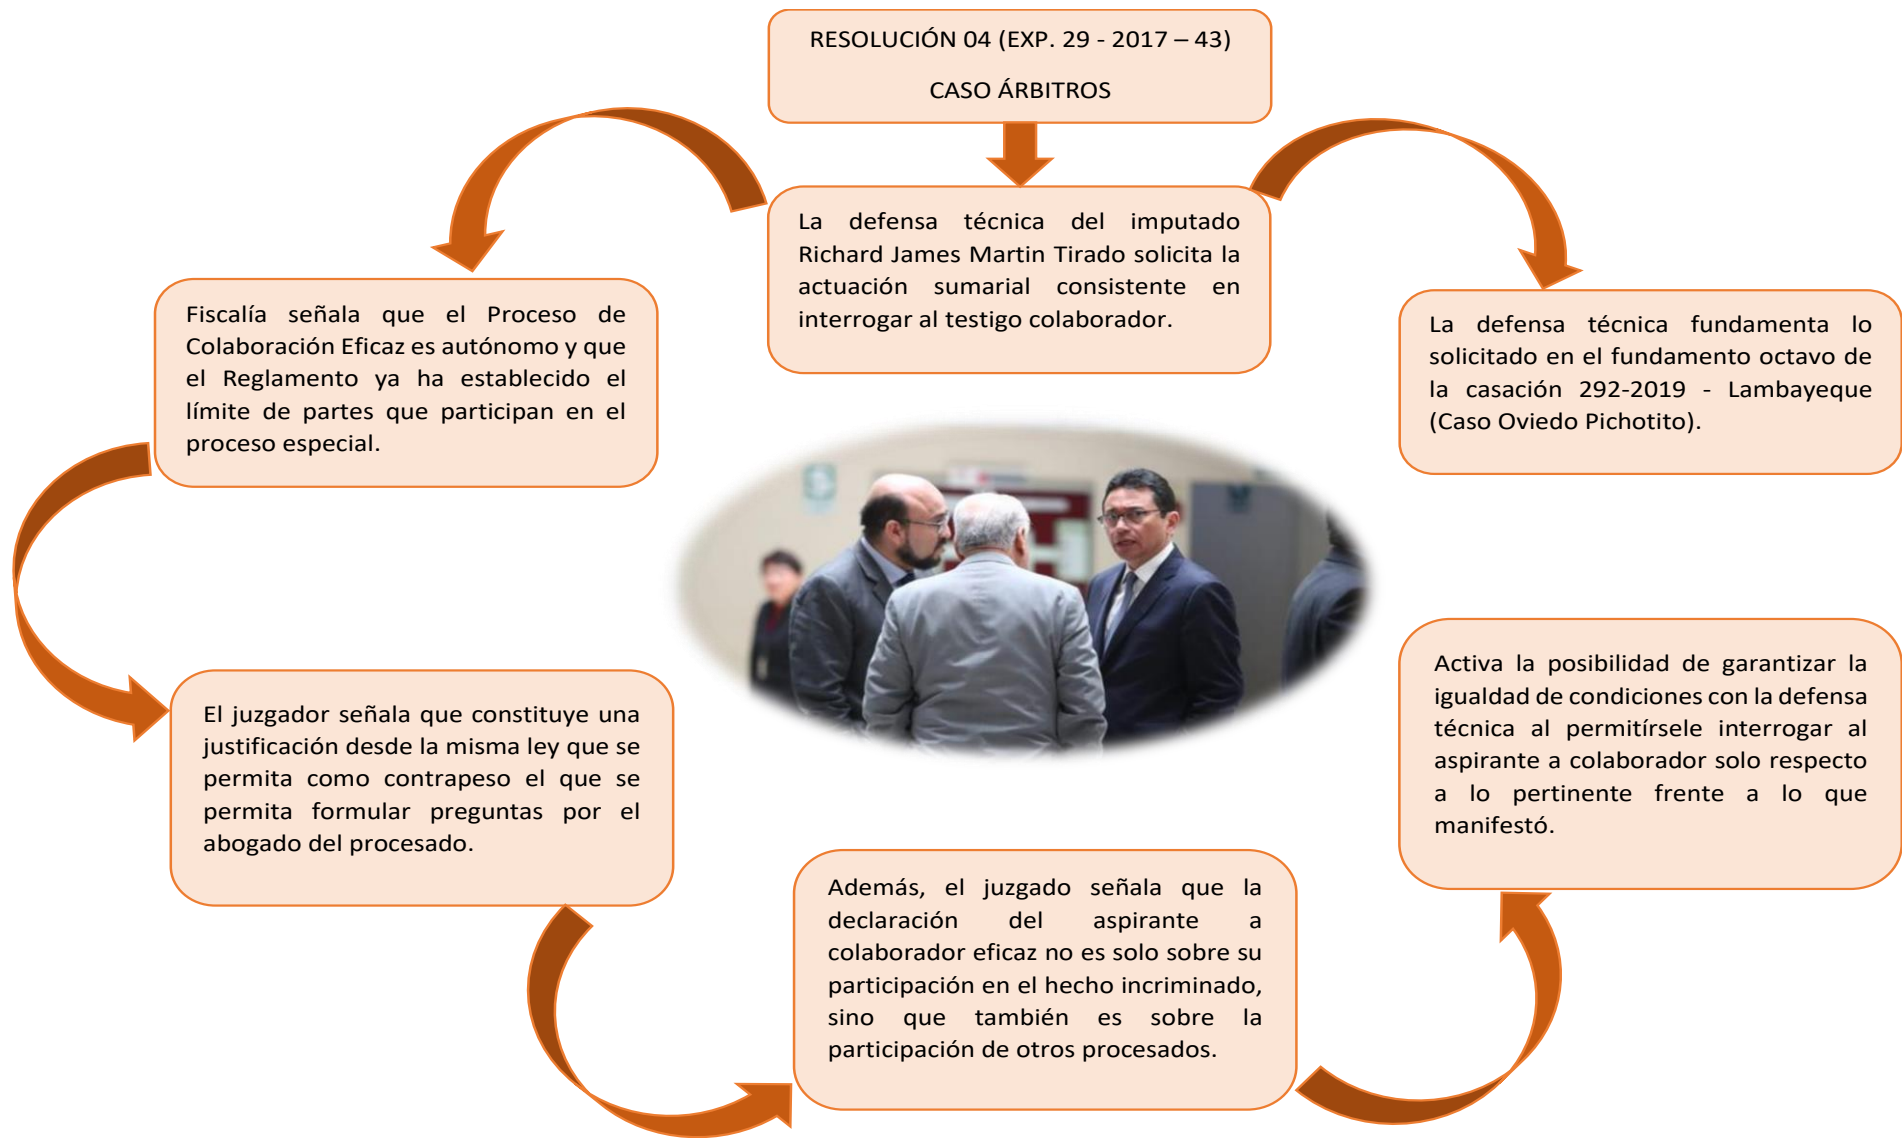 RESOLUCIÓN 04 (EXP. 29 - 2017 – 43)
CASO ÁRBITROS
La defensa técnica del imputado
Richard James Martin Tirado solicita la
actuación sumarial consistente en
interrogar al testigo colaborador.
La defensa técnica fundamenta lo
solicitado en el fundamento octavo de
la casación 292-2019 - Lambayeque
(Caso Oviedo Pichotito).
Fiscalía señala que el Proceso de
Colaboración Eficaz es autónomo y que
el Reglamento ya ha establecido el
límite de partes que participan en el
proceso especial.
El juzgador señala que constituye una
justificación desde la misma ley que se
permita como contrapeso el que se
permita formular preguntas por el
abogado del procesado.
Además, el juzgado señala que la
declaración del aspirante a
colaborador eficaz no es solo sobre su
participación en el hecho incriminado,
sino que también es sobre la
participación de otros procesados.
Activa la posibilidad de garantizar la
igualdad de condiciones con la defensa
técnica al permitírsele interrogar al
aspirante a colaborador solo respecto
a lo pertinente frente a lo que
manifestó.